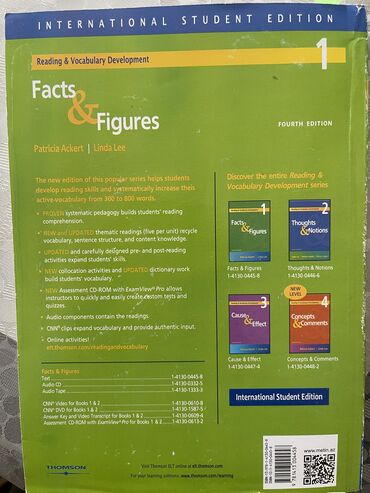 INTERNATIONAL STUDENT EDITION
Reading & Vocabulary Development
1
Facts
& Figures
FOURTH EDITION
Patricia Ackert | Linda Lee
The new edition of this popular series helps students
develop reading skills and systematically increase their
active vocabulary from 300 to 800 words.
PROVEN systematic pedagogy builds students' reading
comprehension.
NEW and UPDATED thematic readings (five per unit) recycle
vocabulary, sentence structure, and content knowledge.
UPDATED and carefully designed pre- and post-reading
activities expand students' skills.
NEW collocation activities and UPDATED dictionary work
build students' vocabulary.
NEW Assessment CD-ROM with ExamView® Pro allows
instructors to quickly and easily create custom tests and
quizzes.
Audio components contain the readings.
CNN® clips expand vocabulary and provide authentic input.
Online activities!
elt.thomson.com/readingandvocabulary
Discover the entire Reading &
Vocabulary Development series
1
Facts
& Figures
2
Thoughts
& Notions
Facts & Figures
1-4130-0445-8
Thoughts & Notions
1-4130-0446-6
NEW
LEVEL
3
Cause
& Effect
4
Concepts
& Comments
Cause & Effect
1-4130-0447-4
Concepts & Comments
1-4130-0448-2
International Student Edition
Facts & Figures
Text 1-4130-0445-8
Audio CD 1-4130-0332-5
Audio Tape 1-4130-1333-3
CNN® Video for Books 1 & 2 1-4130-0610-8
CNN® DVD for Books 1 & 2 1-4130-1587-5
Answer Key and Video Transcript for Books 1 & 2 1-4130-0609-4
Assessment CD-ROM with ExamView® Pro for Books 1 & 2 1-4130-0613-2
THOMSON
Visit Thomson ELT online at elt.thomson.com
For your learning solutions: www.thomson.com/learning
www.metin.az